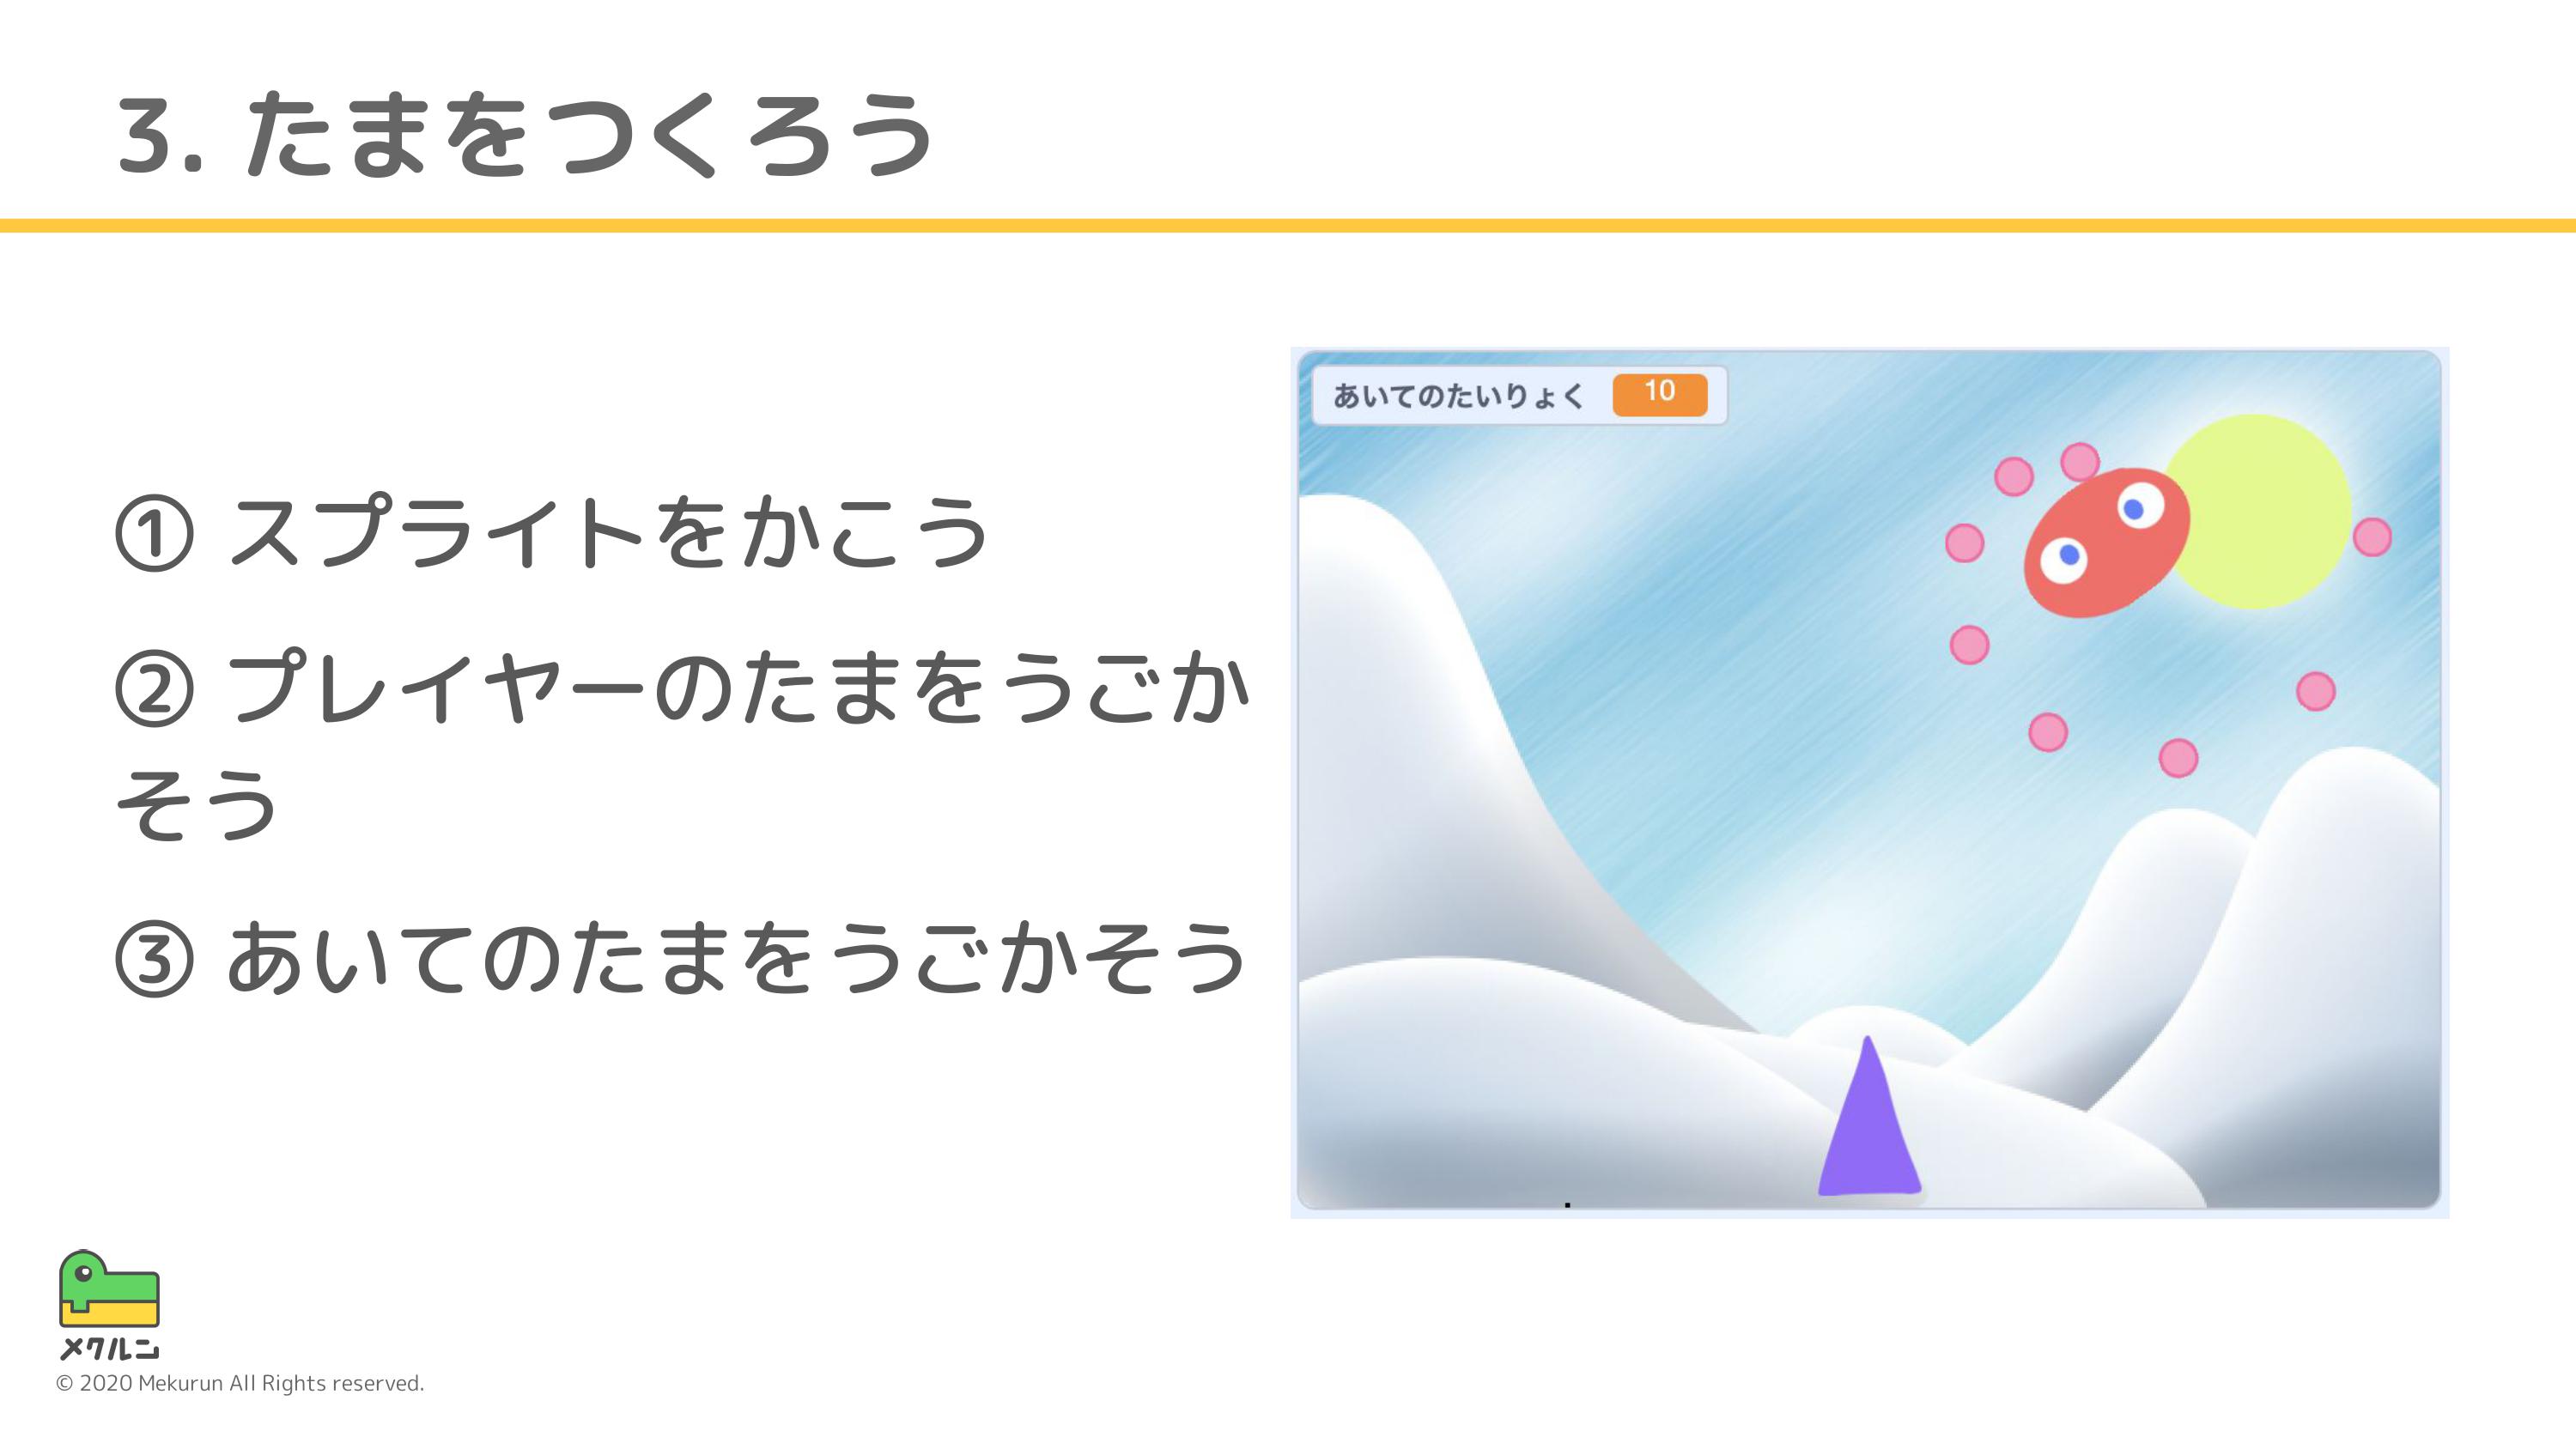 3. たまをつくろう
① スプライトをかこう
② プレイヤーのたまをうごか
そう
③ あいてのたまをうごかそう
あいてのたいりょく 10
メクルン
© 2020 Mekurun All Rights reserved.